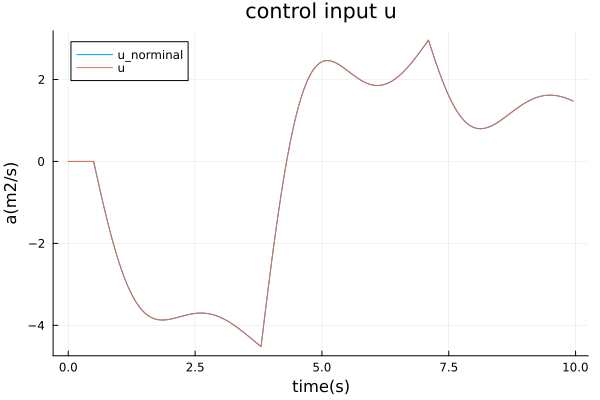 control input u
u_norminal
u
a(m2/s)
2
0
−2
−4
0.0
2.5
5.0
7.5
10.0
time(s)